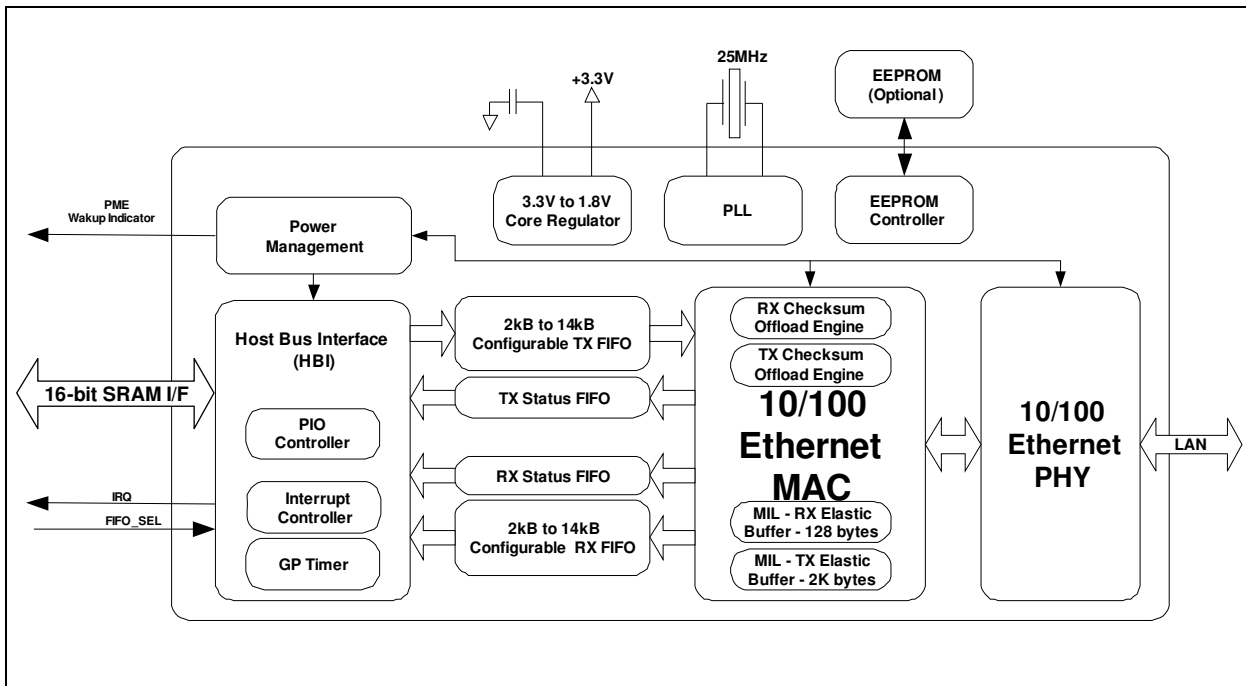 25MHz
+3.3V
EEPROM
(Optional)
PME
Wakup Indicator
Power
Management
3.3V to 1.8V
Core Regulator
PLL
EEPROM
Controller
Host Bus Interface
(HBI)
2kB to 14kB
Configurable TX FIFO
RX Checksum
Offload Engine
TX Checksum
Offload Engine
16-bit SRAM I/F
TX Status FIFO
PIO
Controller
10/100
Ethernet
MAC
10/100
Ethernet
PHY
LAN
RX Status FIFO
IRQ
FIFO_SEL
Interrupt
Controller
2kB to 14kB
Configurable RX FIFO
MIL - RX Elastic
Buffer - 128 bytes
GP Timer
MIL - TX Elastic
Buffer - 2K bytes